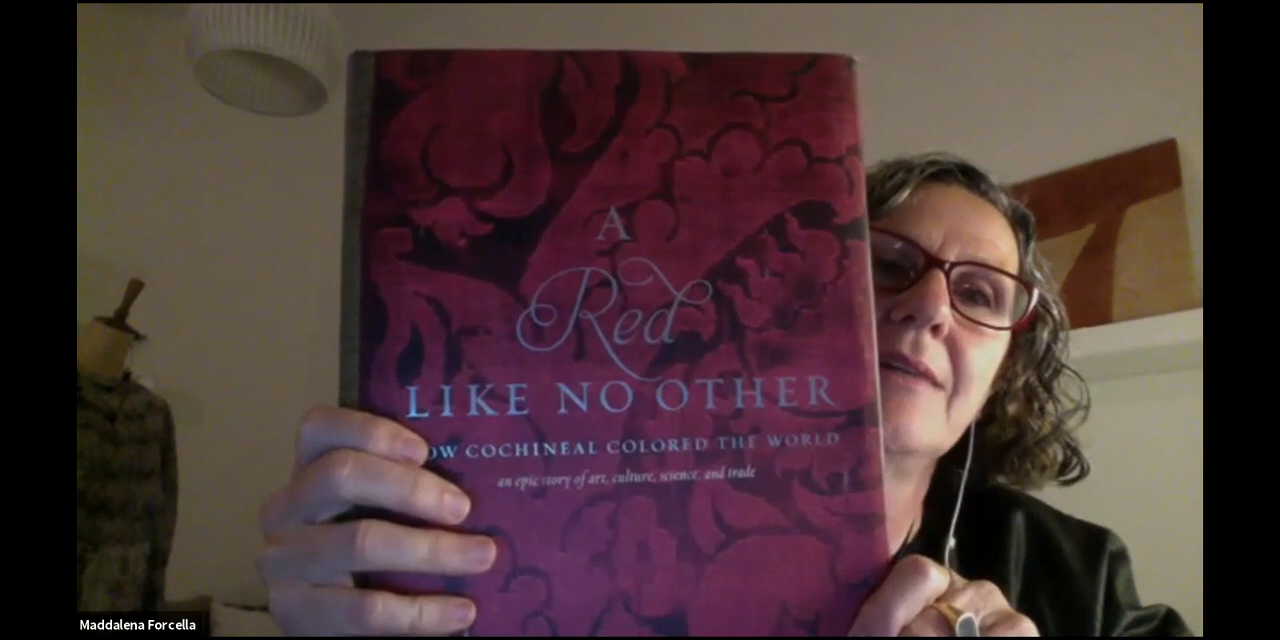 A
Red
LIKE NO OTHER
OW COCHINEAL COLORED THE WORLD
an epic story of art, culture, science, and trade
Maddalena Forcella